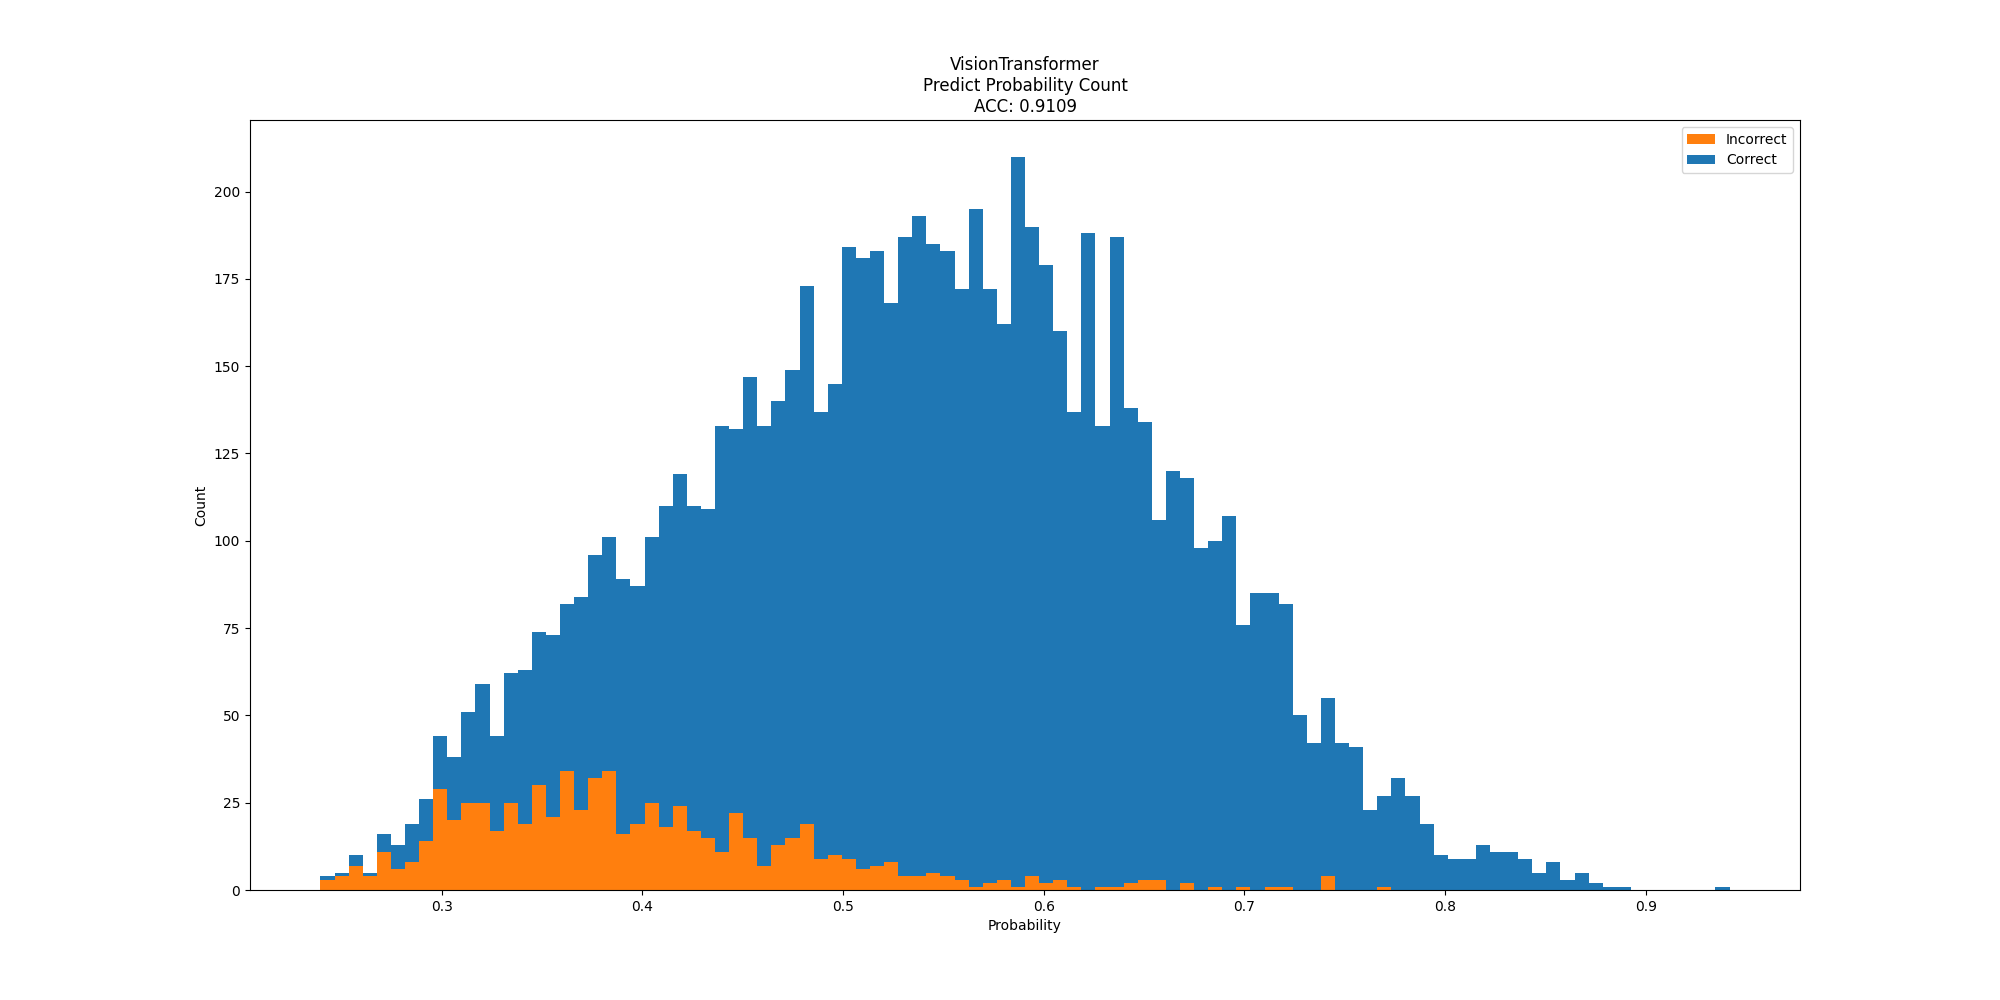 VisionTransformer
Predict Probability Count
ACC: 0.9109
Incorrect
Correct
200
175
150
125
100
75
50
25
0
Count
0.3 0.4 0.5 0.6 0.7 0.8 0.9
Probability